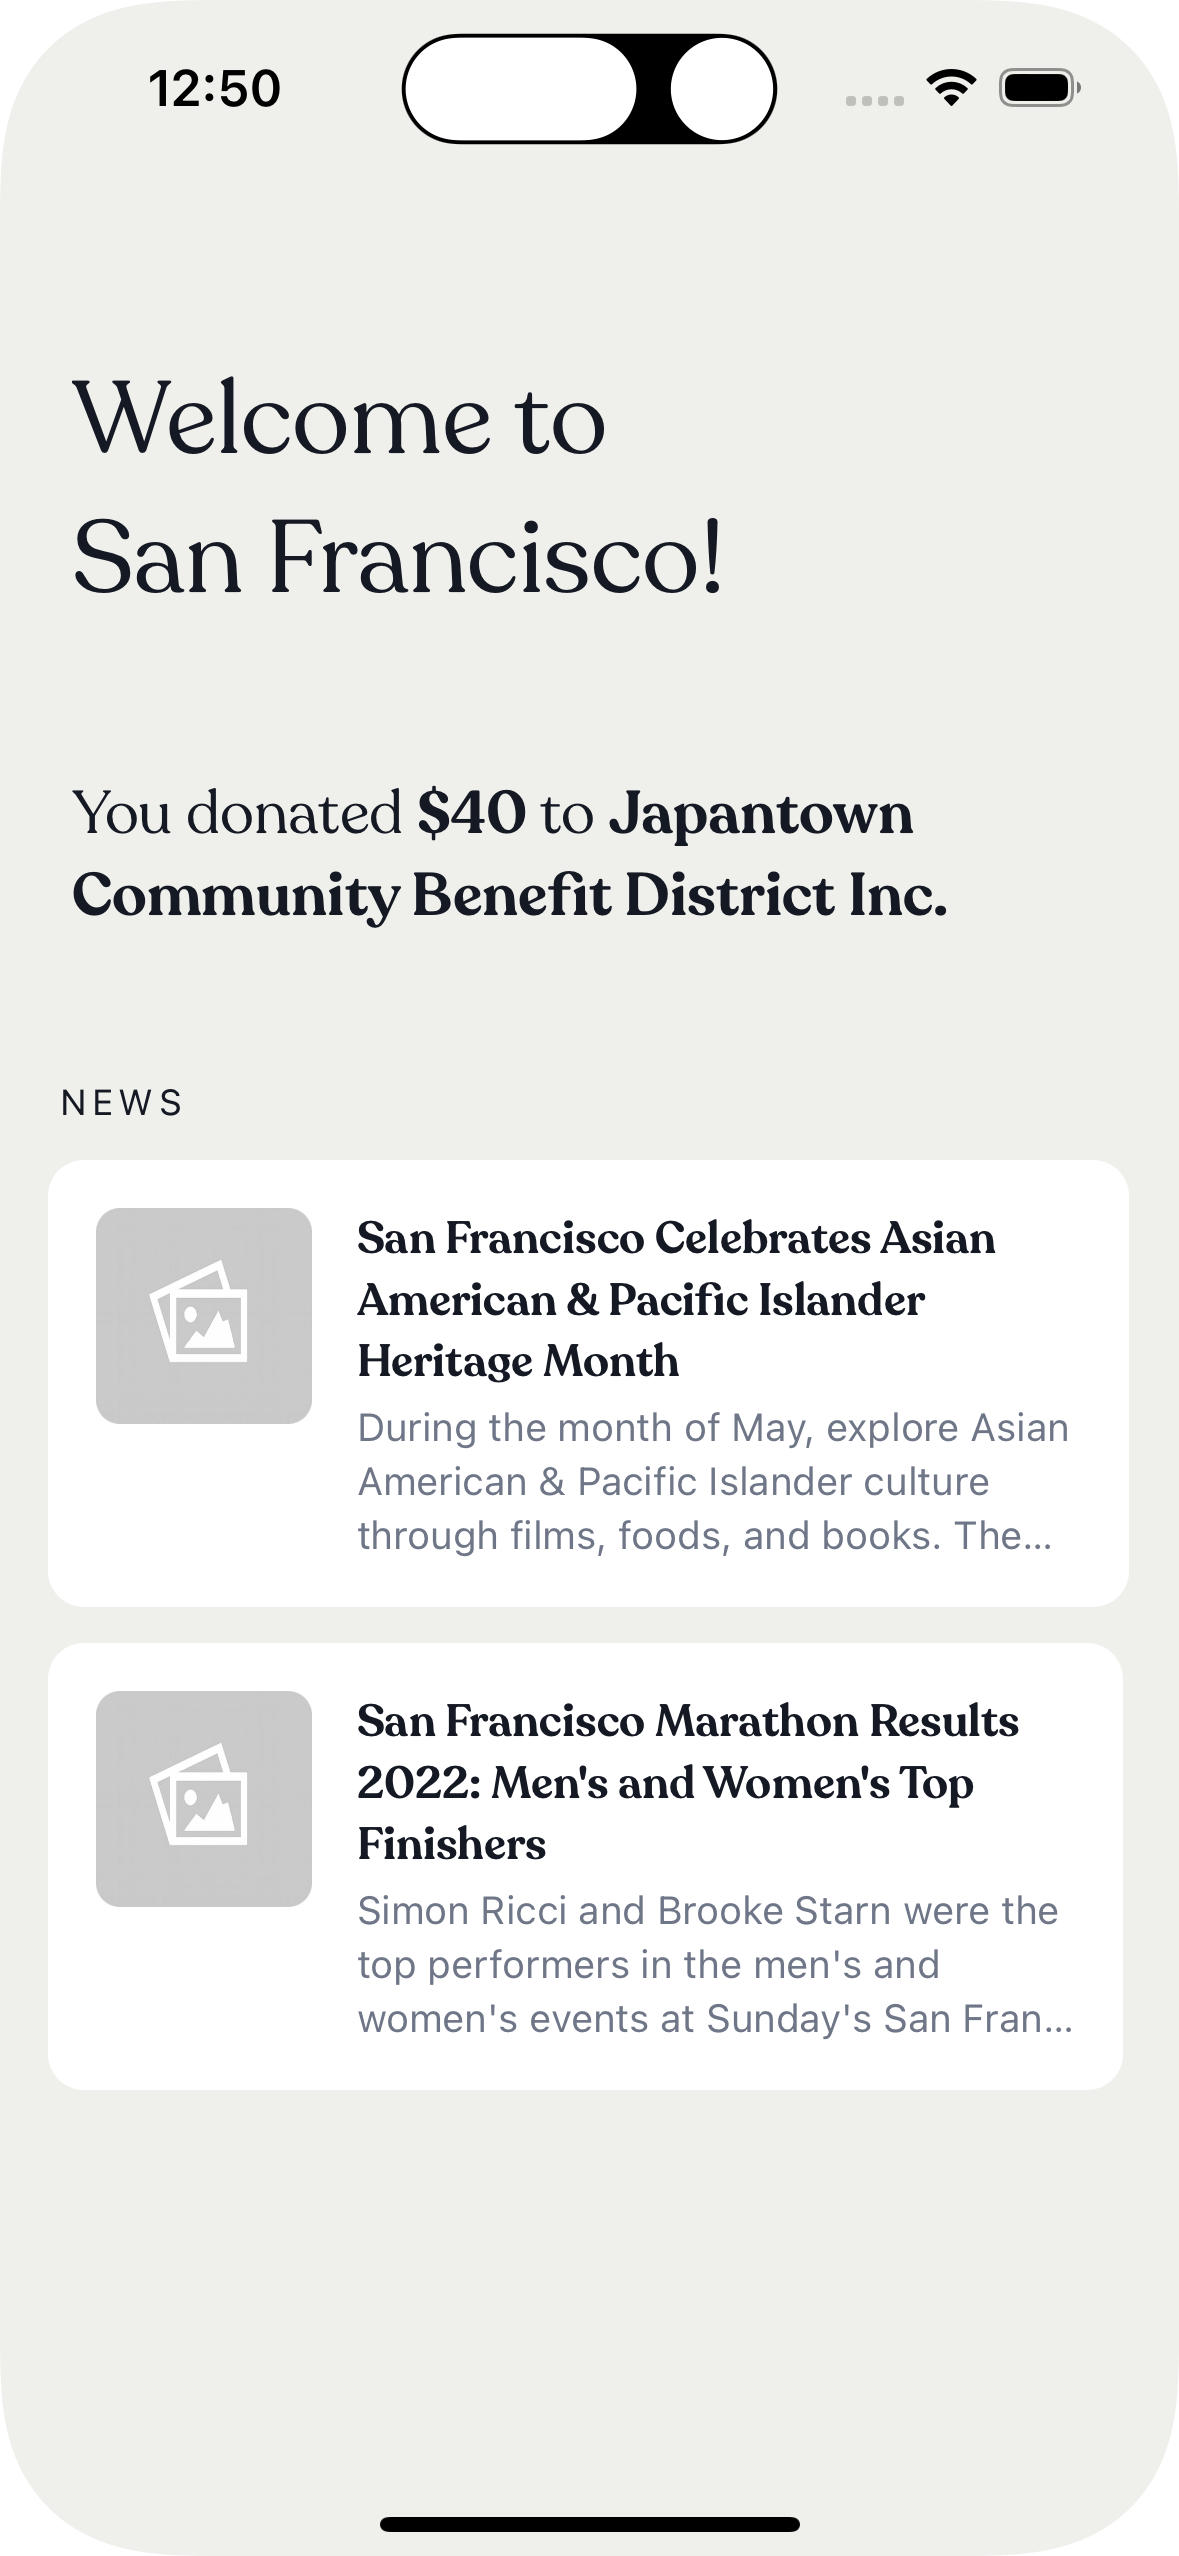 12:50
Welcome to
San Francisco!
You donated $40 to Japantown
Community Benefit District Inc.
NEWS
San Francisco Celebrates Asian
American & Pacific Islander
Heritage Month
During the month of May, explore Asian
American & Pacific Islander culture
through films, foods, and books. The...
San Francisco Marathon Results
2022: Men's and Women's Top
Finishers
Simon Ricci and Brooke Starn were the
top performers in the men's and
women's events at Sunday's San Fran...